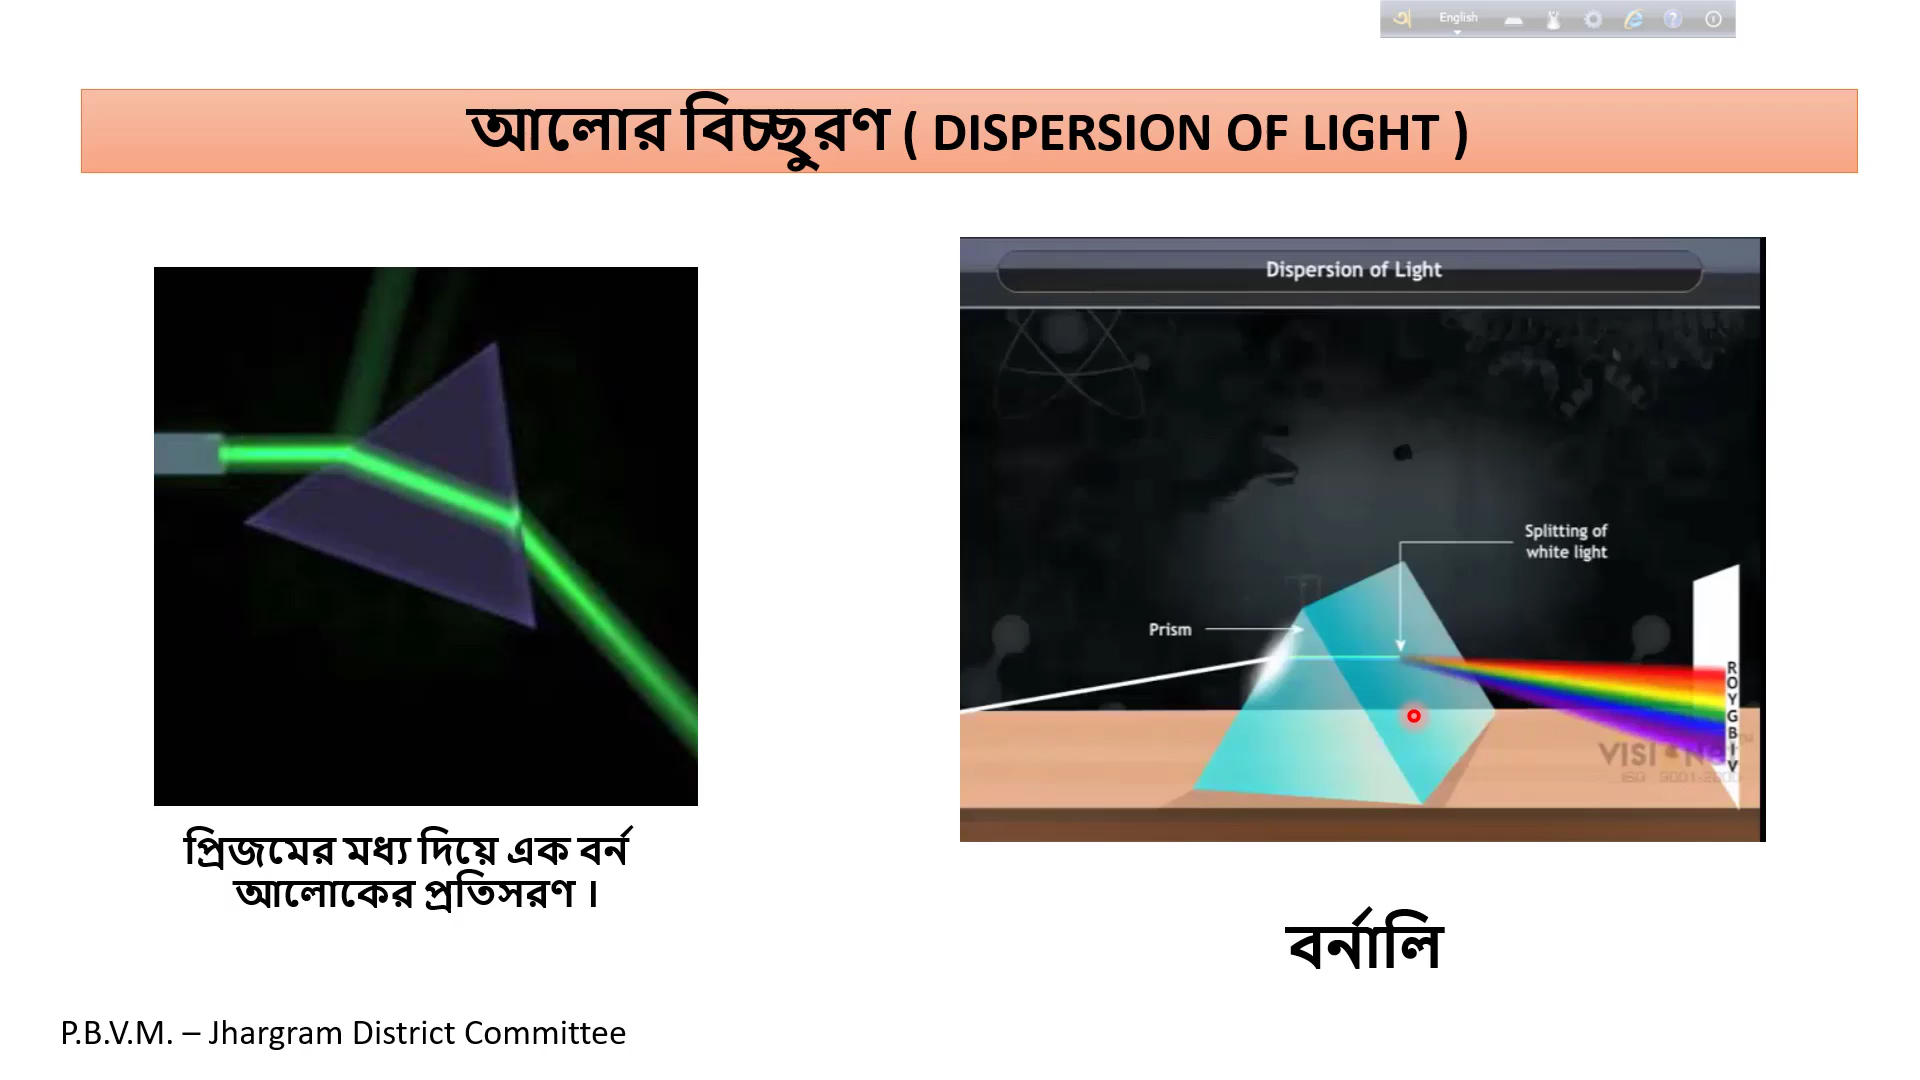 English
আলোর বিচ্ছুরণ ( DISPERSION OF LIGHT )
Dispersion of Light
Splitting of
white light
Prism
R
O
Y
G
B
I
V
প্রিজমের মধ্য দিয়ে এক বর্ন
আলোকের প্রতিসরণ ।
বর্নালি
P.B.V.M. – Jhargram District Committee